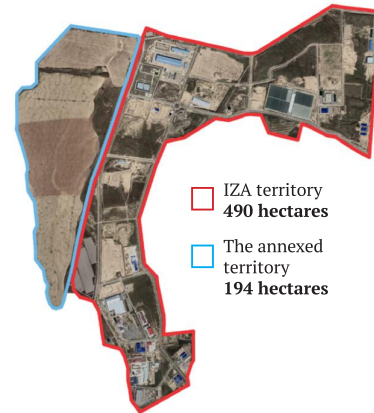 IZA territory
490 hectares
The annexed
territory
194 hectares